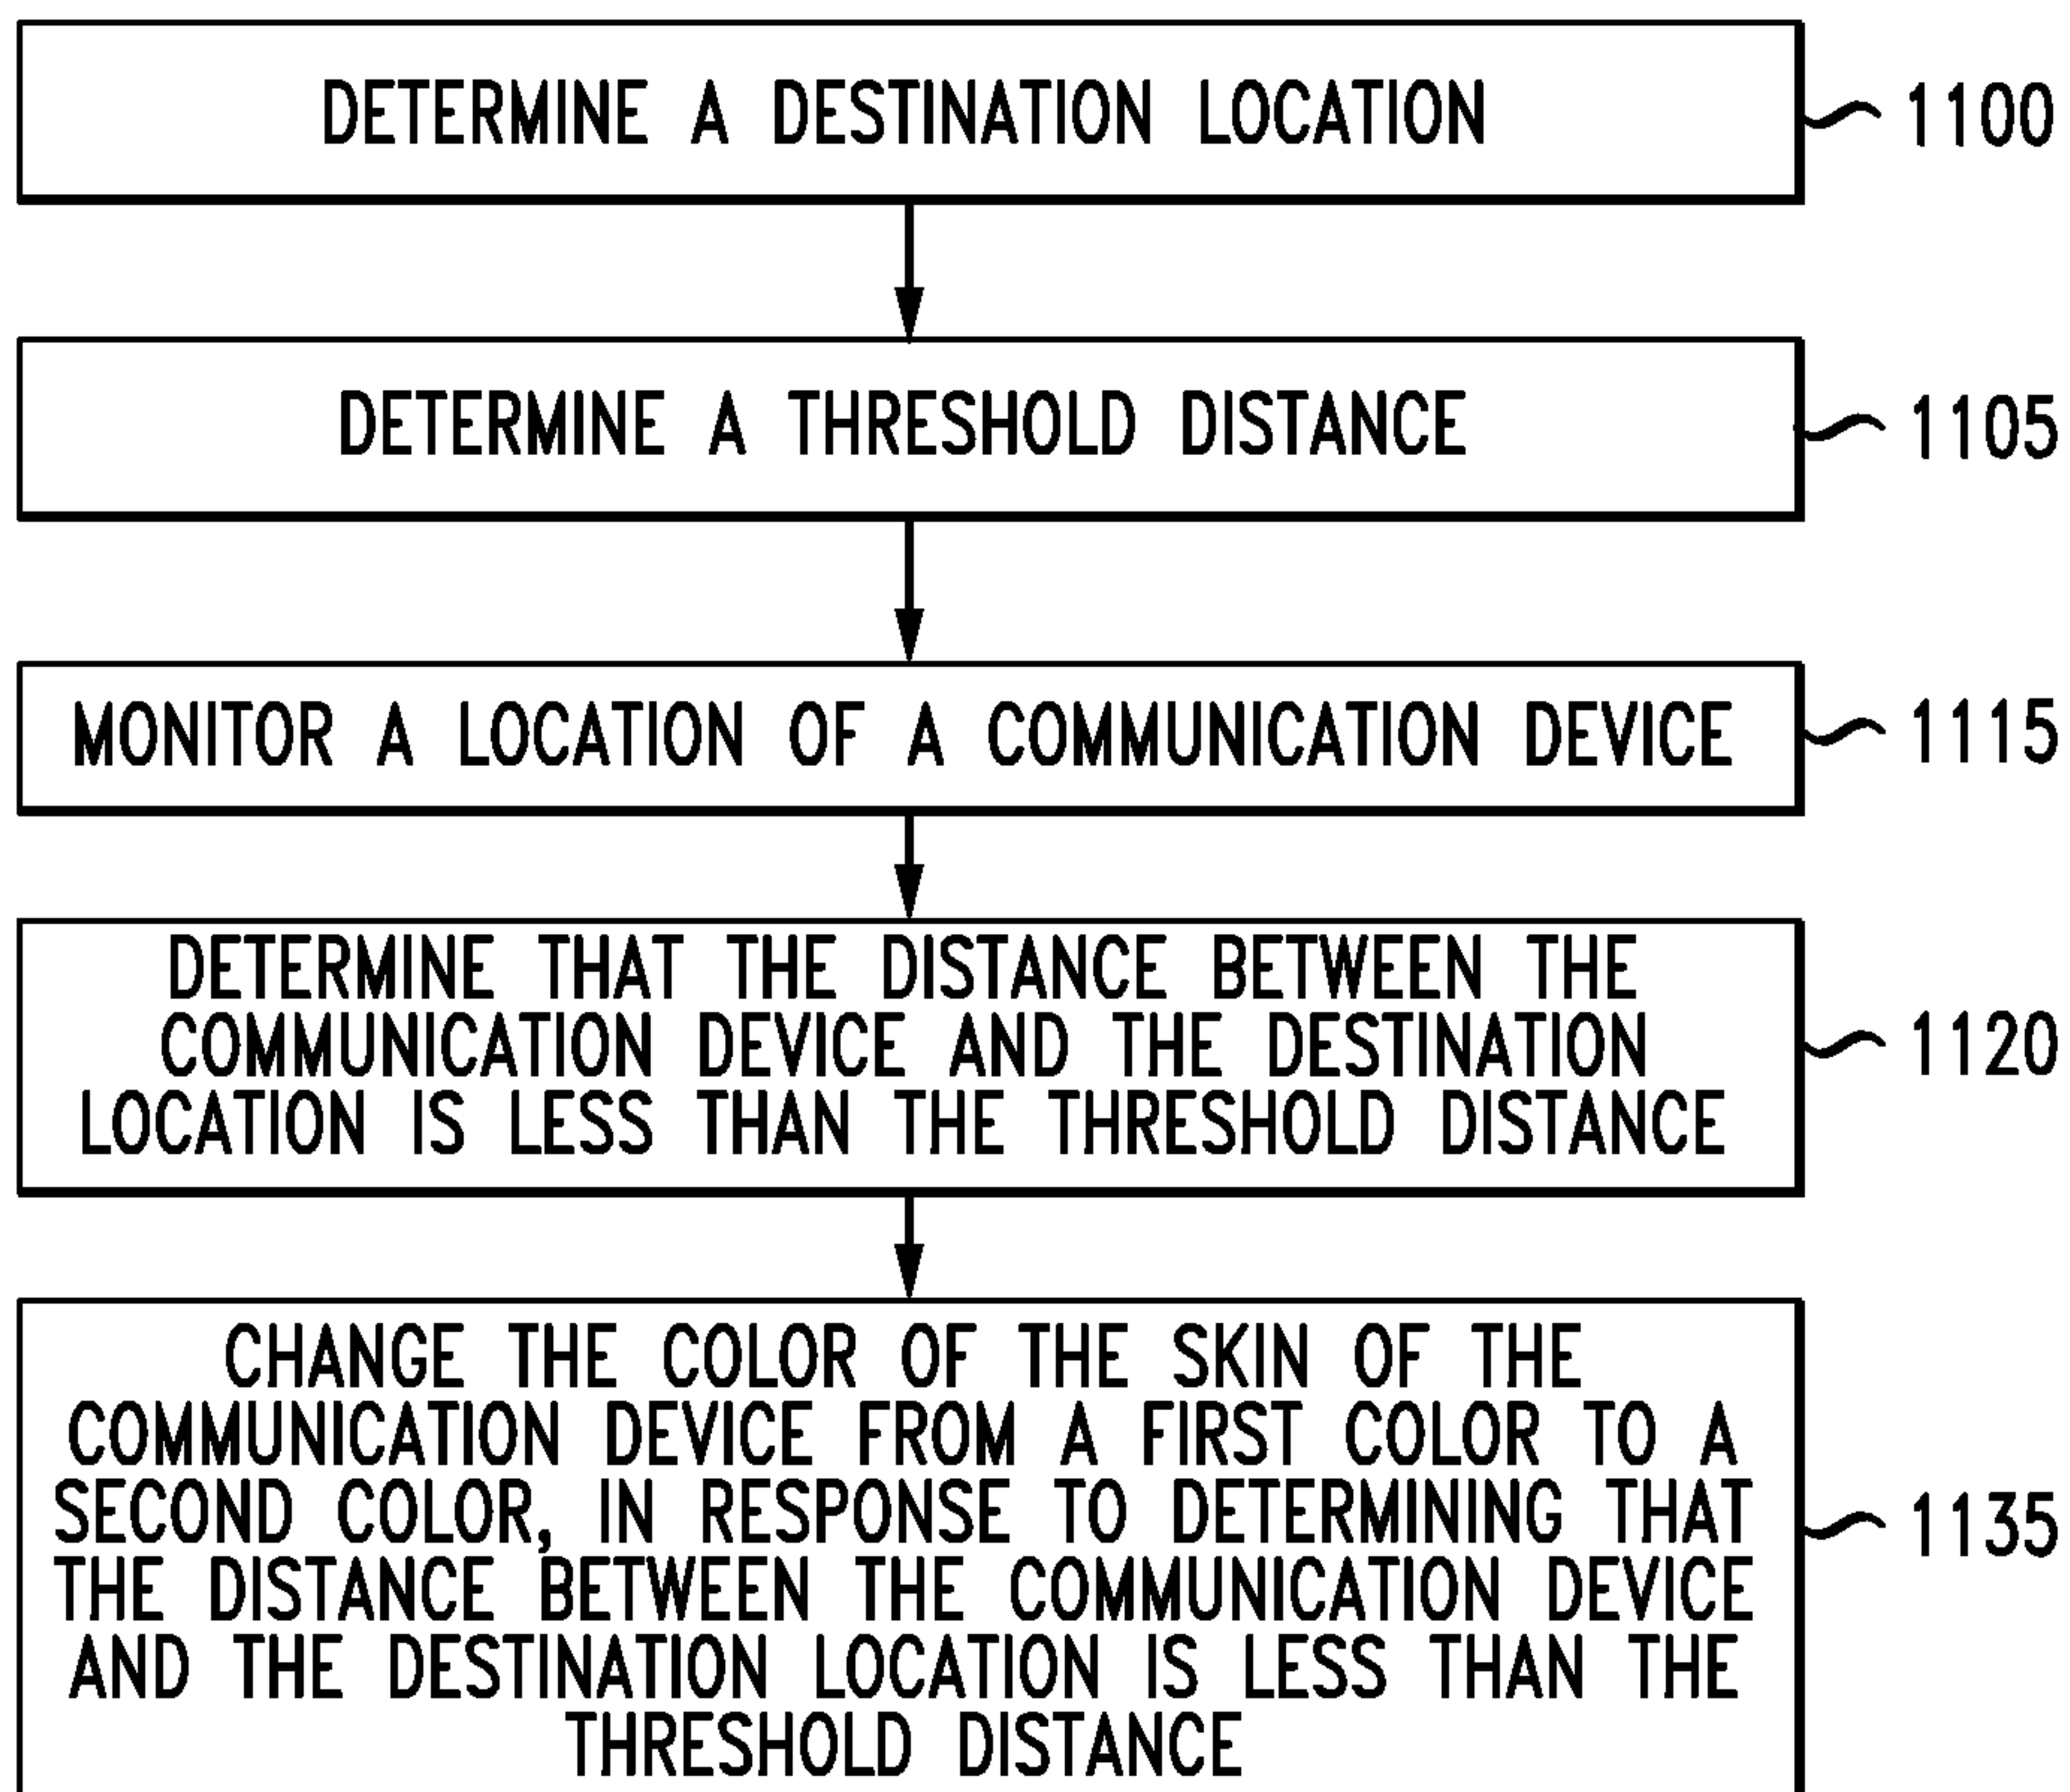 DETERMINE A DESTINATION LOCATION
1100
DETERMINE A THRESHOLD DISTANCE
1105
MONITOR A LOCATION OF A COMMUNICATION DEVICE
1115
DETERMINE THAT THE DISTANCE BETWEEN THE
COMMUNICATION DEVICE AND THE DESTINATION
LOCATION IS LESS THAN THE THRESHOLD DISTANCE
1120
CHANGE THE COLOR OF THE SKIN OF THE
COMMUNICATION DEVICE FROM A FIRST COLOR TO A
SECOND COLOR, IN RESPONSE TO DETERMINING THAT
THE DISTANCE BETWEEN THE COMMUNICATION DEVICE
AND THE DESTINATION LOCATION IS LESS THAN THE
THRESHOLD DISTANCE
1135